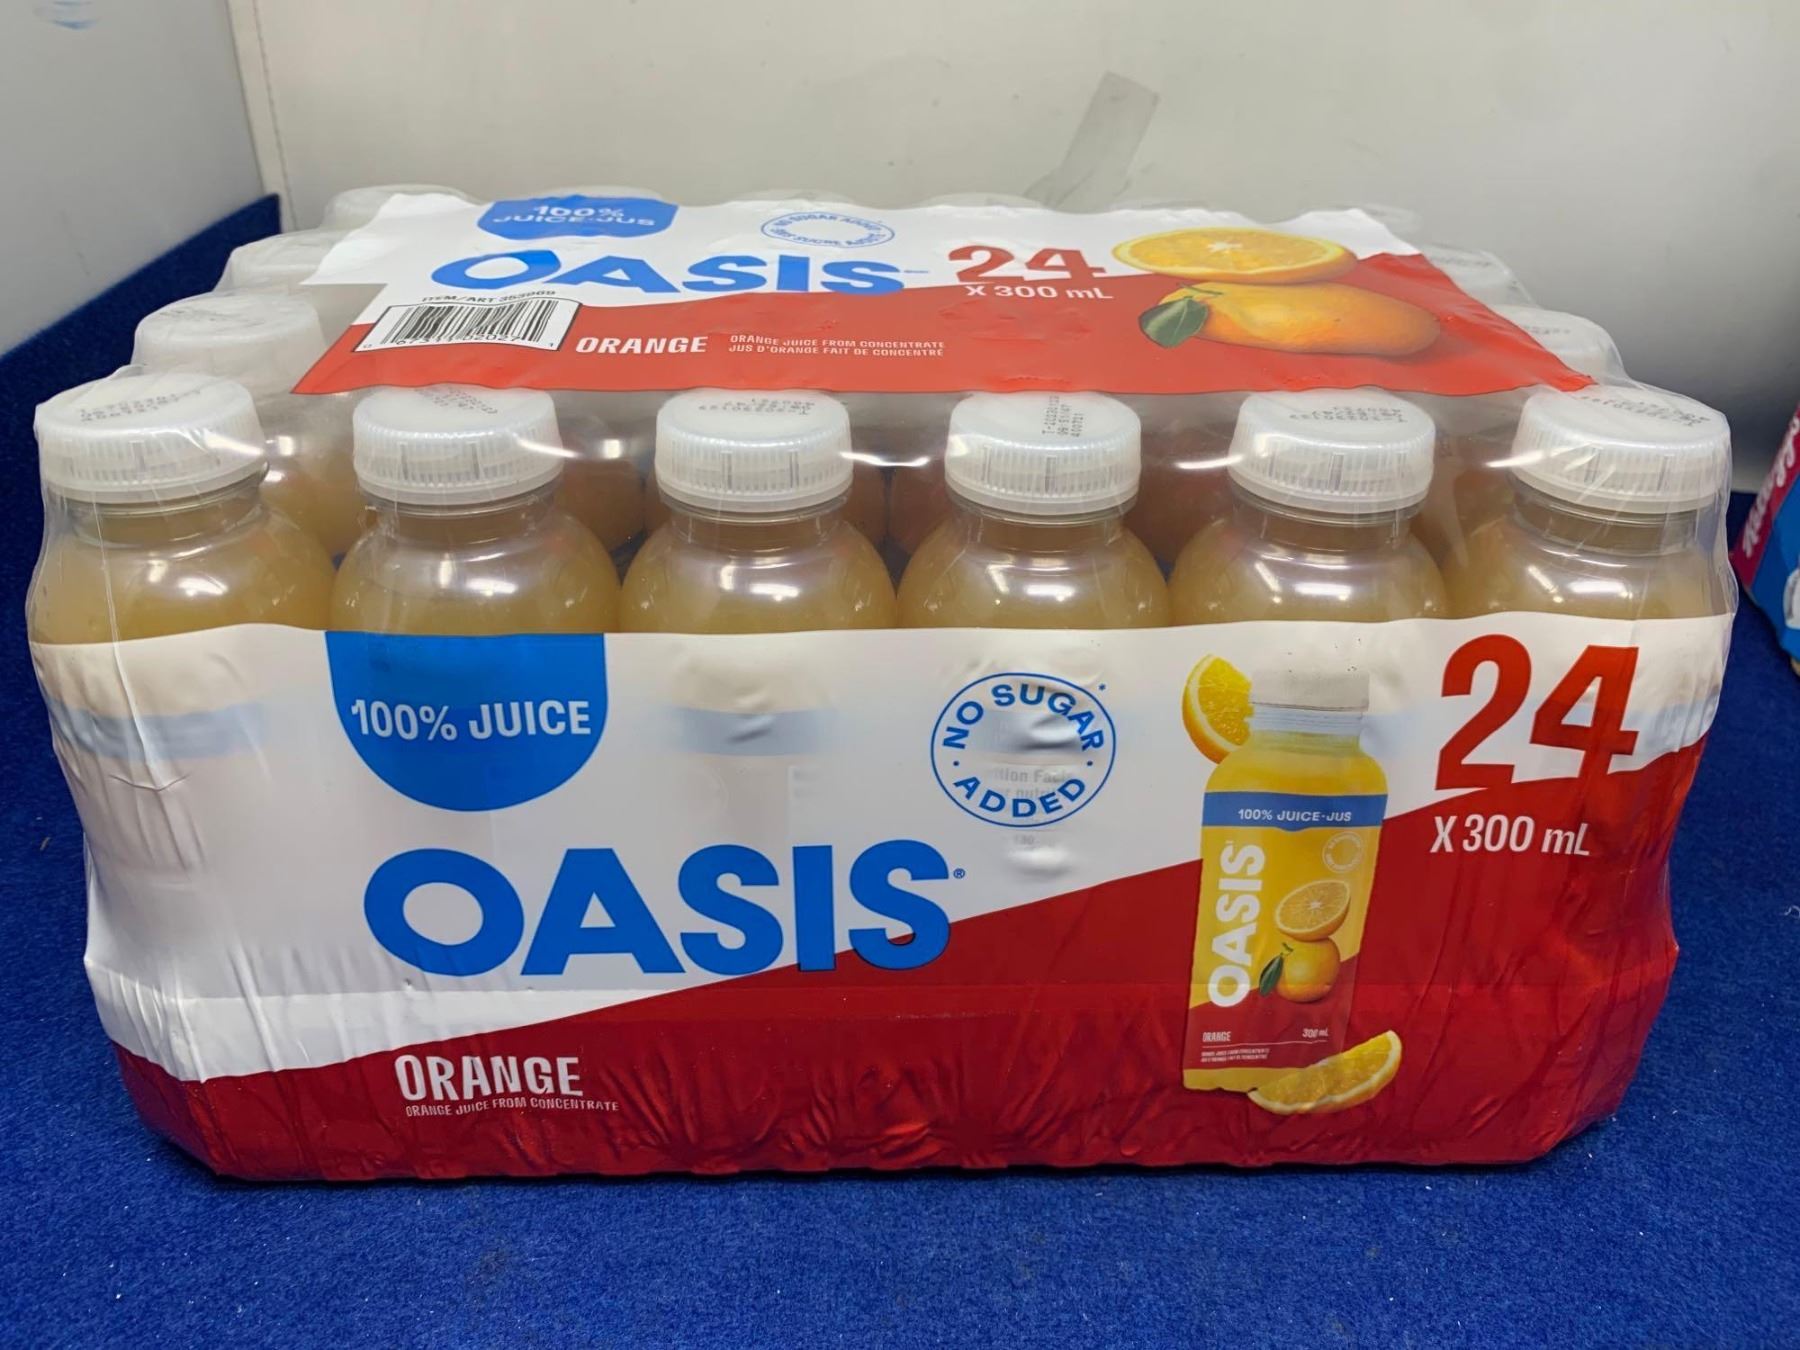 100%
JUICE·JUS
NO SUGAR ADDED
OASIS
24
X 300 mL
ITEM/ART 353969
ORANGE
ORANGE JUICE FROM CONCENTRATE
JUS D'ORANGE FAIT DE CONCENTRÉ
100% JUICE
NO SUGAR*
· ADDED ·
OASIS®
24
X 300 mL
100% JUICE·JUS
OASIS
ORANGE
300 mL
ORANGE
ORANGE JUICE FROM CONCENTRATE